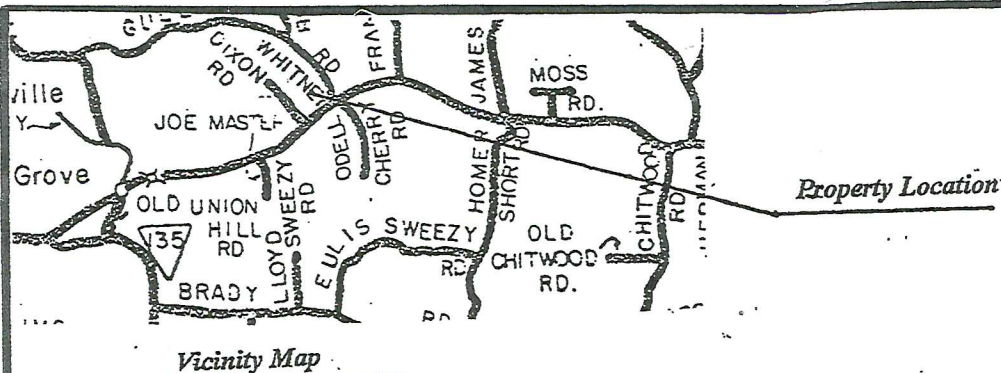 DIXON
RD
WHITNEY
RD
FRAN
JAMES
MOSS
RD.
ville
Y
JOE MASTE
ODELL
CHERRY
RD
Grove
OLD UNION
HILL
RD
135
LLOYD
SWEEZY
RD
EULIS SWEEZY
RD
HOMER
SHORT
RD
OLD
CHITWOOD
RD.
CHITWOOD
RD
BRADY
RD
Property Location
Vicinity Map